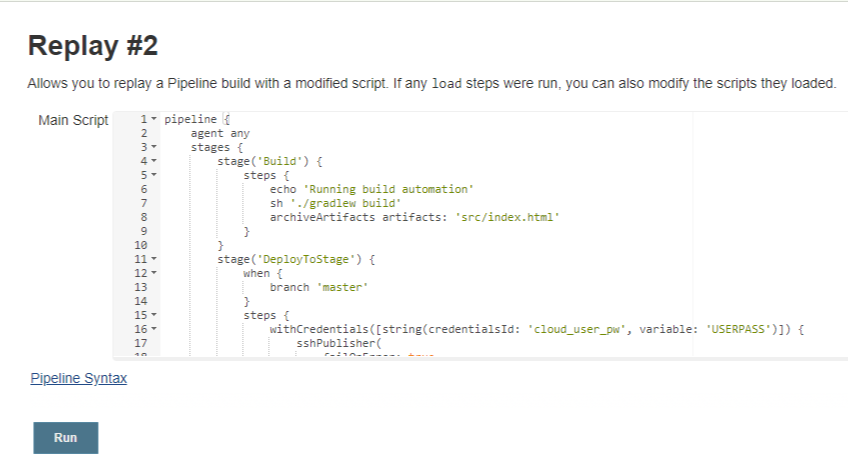 Replay #2
Allows you to replay a Pipeline build with a modified script. If any load steps were run, you can also modify the scripts they loaded.
Main Script
1 pipeline {
2 agent any
3 stages {
4 stage('Build') {
5 steps {
6 echo 'Running build automation'
7 sh './gradlew build'
8 archiveArtifacts artifacts: 'src/index.html'
9 }
10 }
11 stage('DeployToStage') {
12 when {
13 branch 'master'
14 }
15 steps {
16 withCredentials([string(credentialsId: 'cloud_user_pw', variable: 'USERPASS')]) {
17 sshPublisher(
Pipeline Syntax
Run